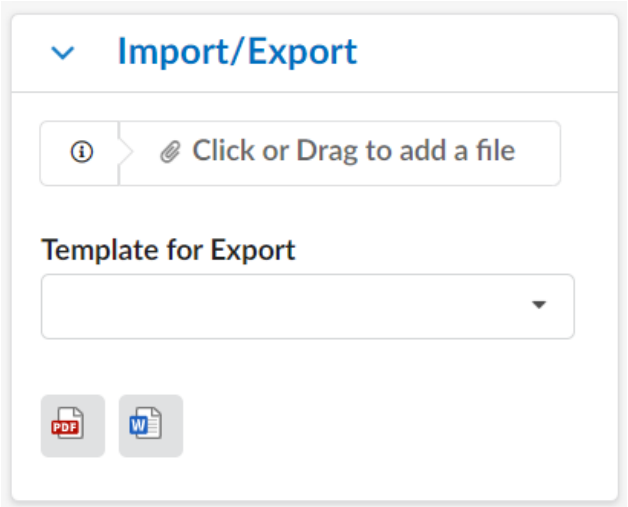 Import/Export
Click or Drag to add a file
Template for Export
PDF W